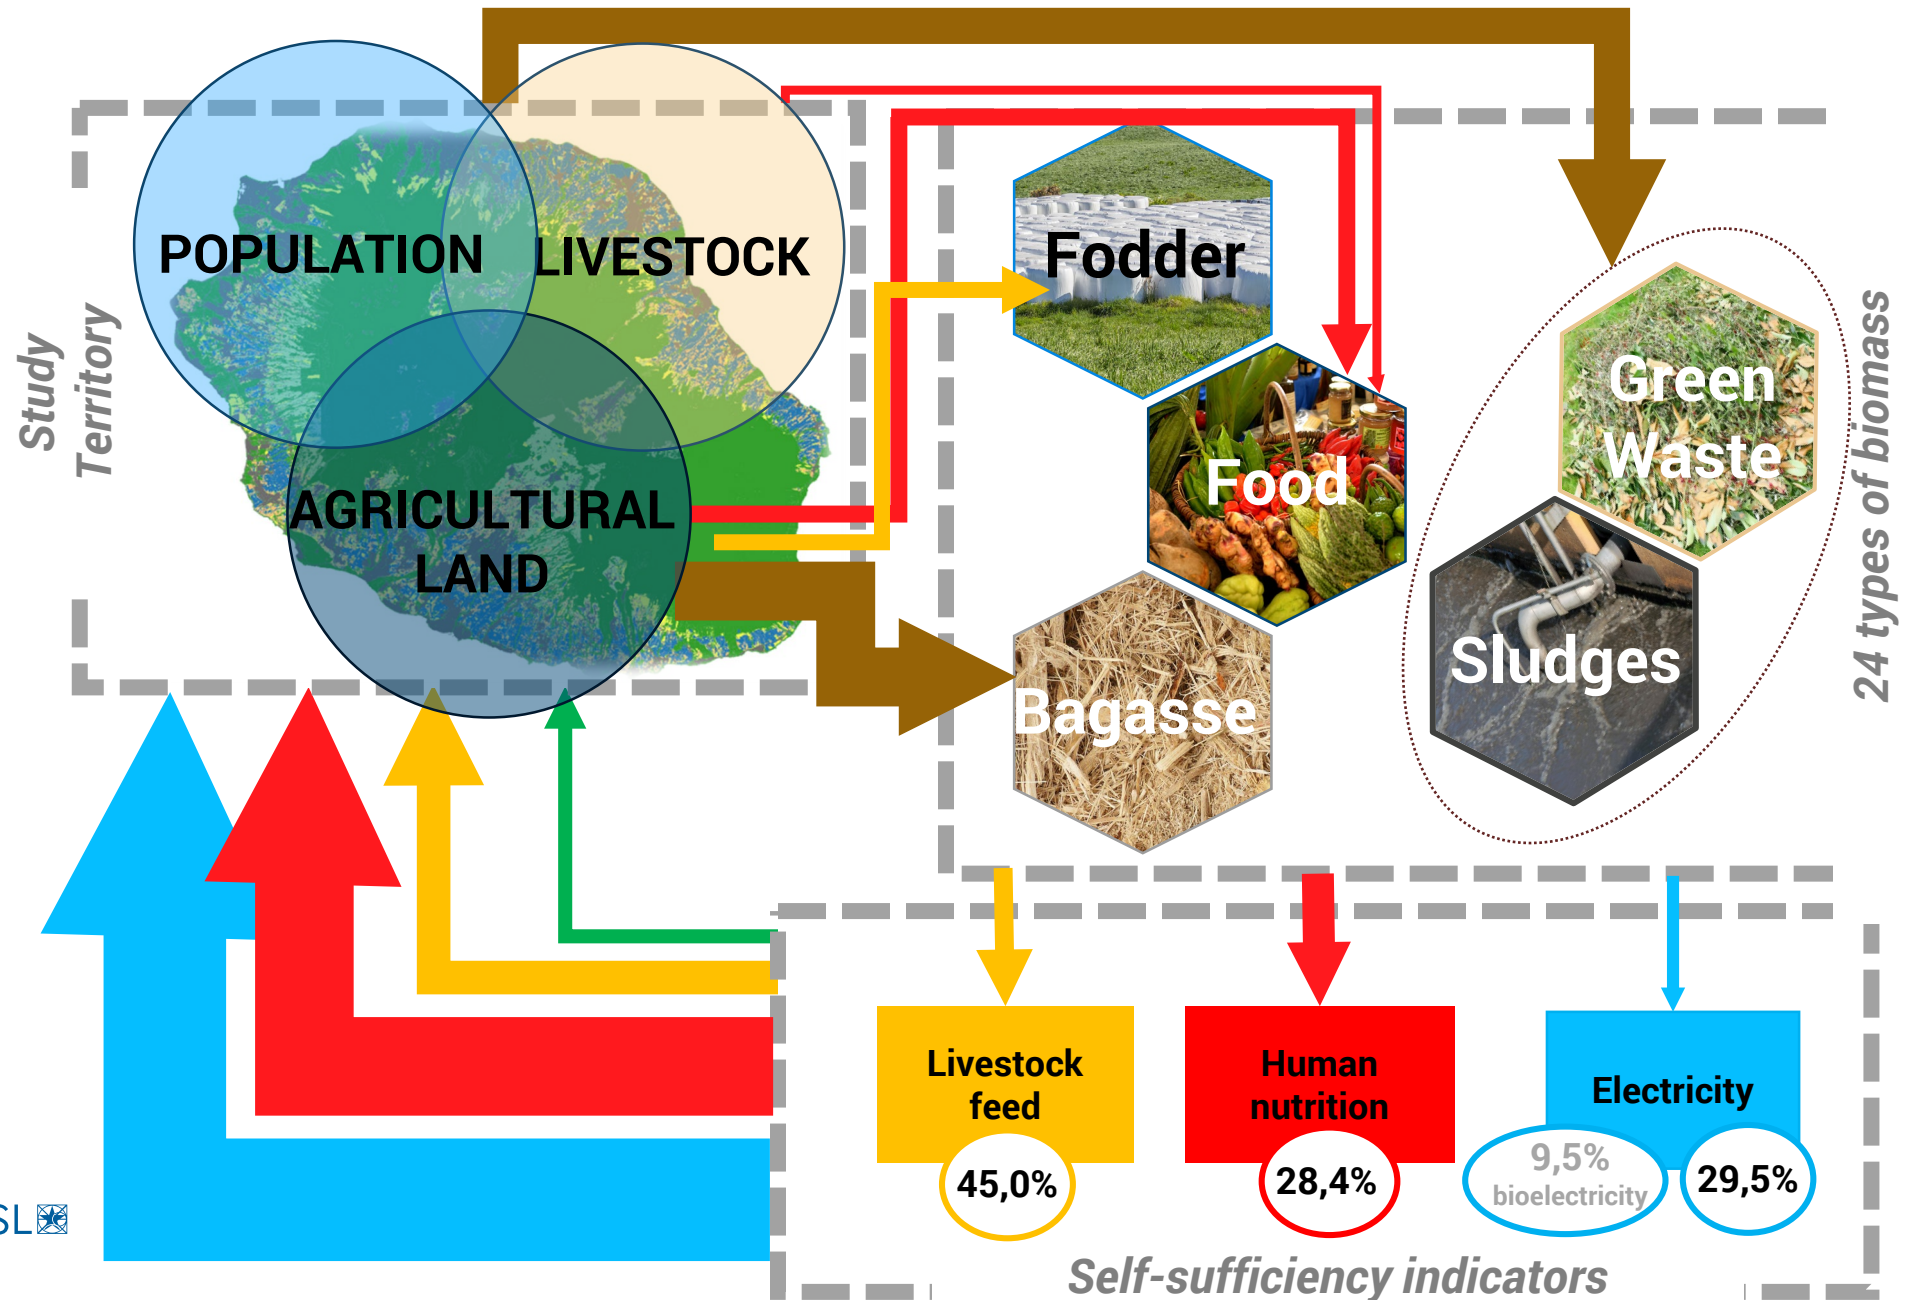 POPULATION
LIVESTOCK
AGRICULTURAL
LAND
Study
Territory
Fodder
Food
Bagasse
Green
Waste
Sludges
24 types of biomass
Livestock
feed
45,0%
Human
nutrition
28,4%
Electricity
9,5%
bioelectricity
29,5%
Self-sufficiency indicators
SL